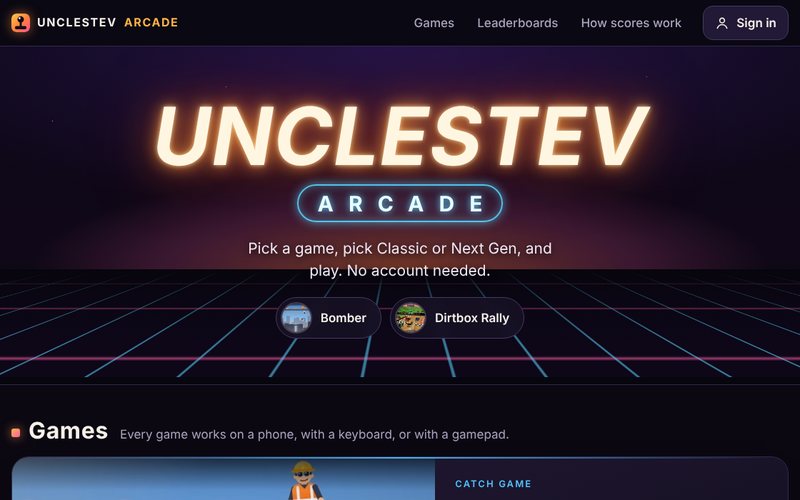 UNCLESTEV ARCADE
Games
Leaderboards
How scores work
Sign in
UNCLESTEV
ARCADE
Pick a game, pick Classic or Next Gen, and
play. No account needed.
Bomber
Dirtbox Rally
Games
Every game works on a phone, with a keyboard, or with a gamepad.
CATCH GAME